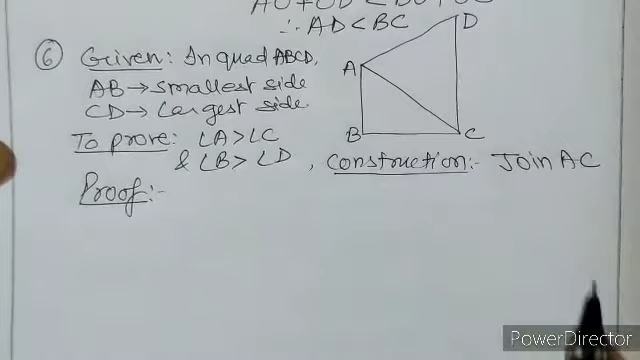 ∴ AD < BC
⑥ Given: In quad ABCD,
AB → smallest side
CD → Largest side.
To prove: ∠A > ∠C
& ∠B > ∠D, Construction:- Join AC
Proof:-
A
B
C
D
PowerDirector